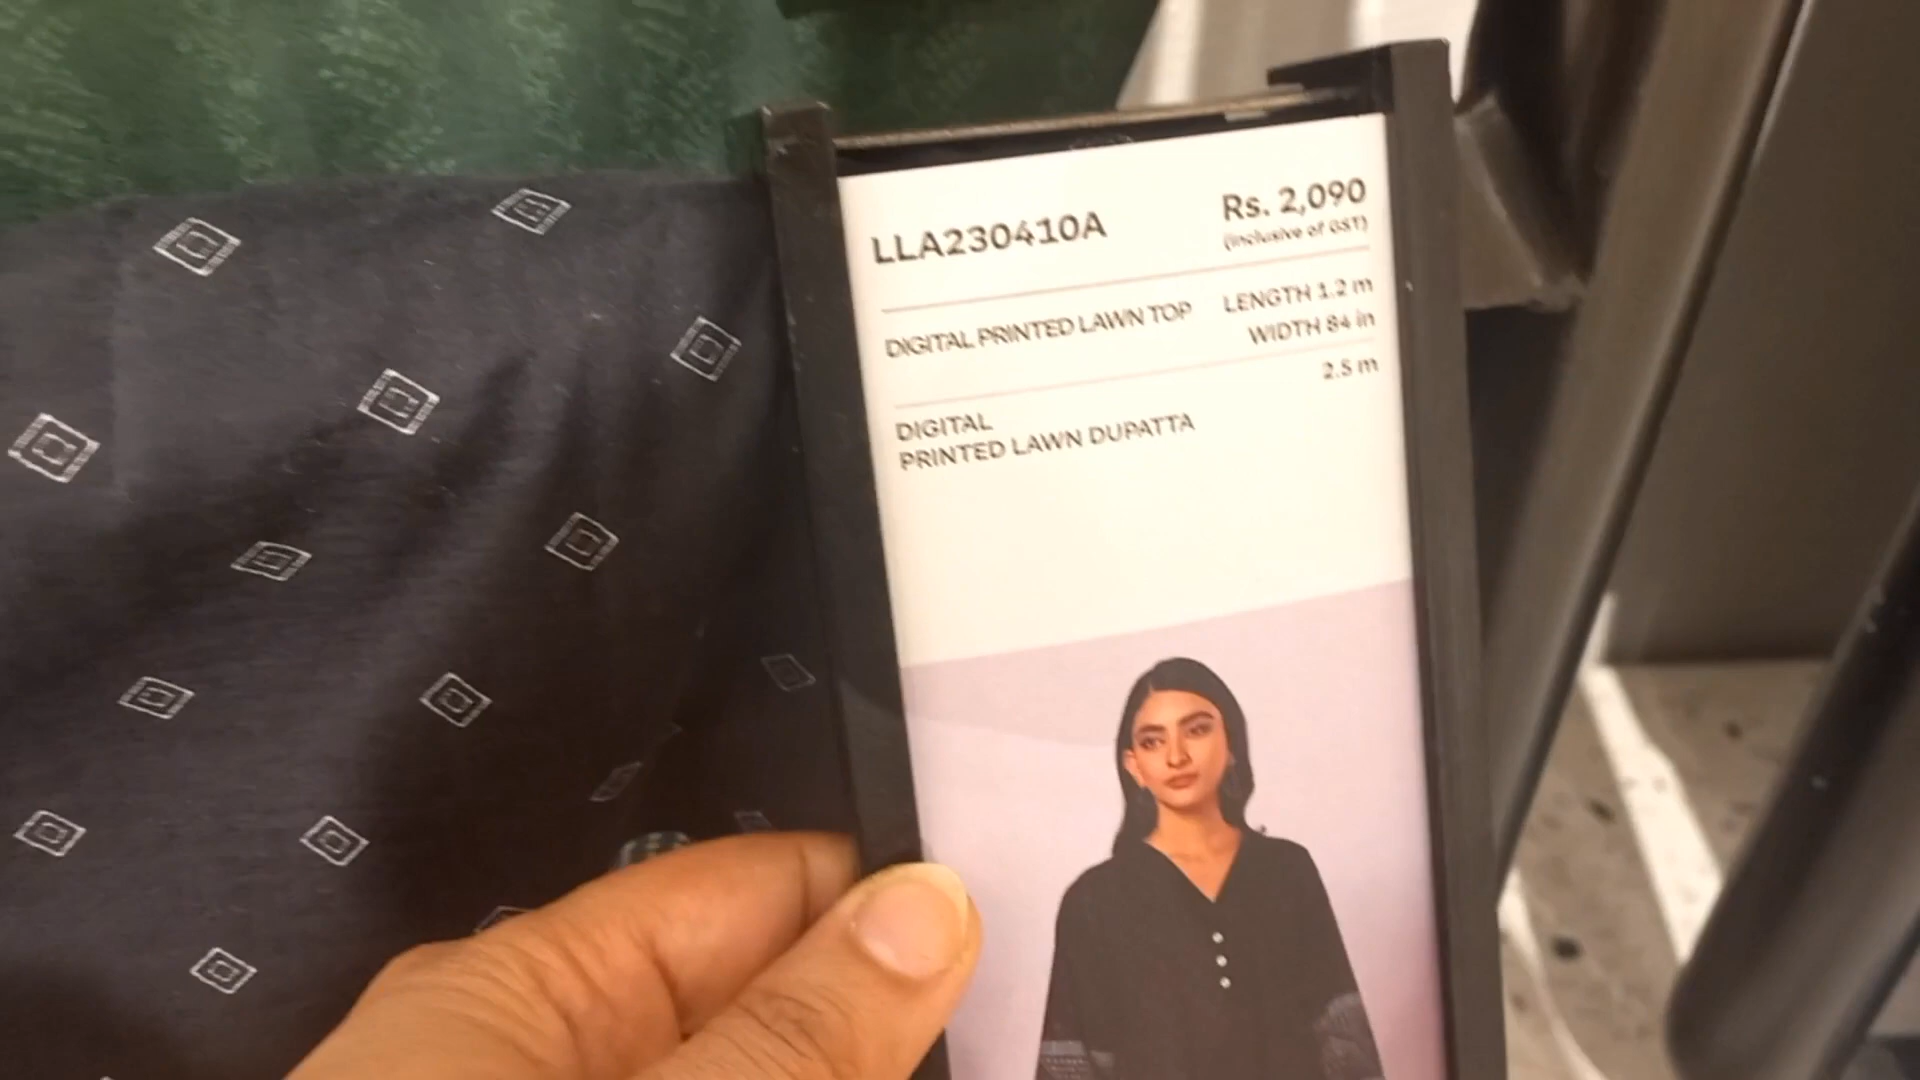 LLA230410A
Rs. 2,090
(inclusive of GST)
DIGITAL PRINTED LAWN TOP
LENGTH 1.2 m
WIDTH 84 in
DIGITAL
PRINTED LAWN DUPATTA
2.5 m